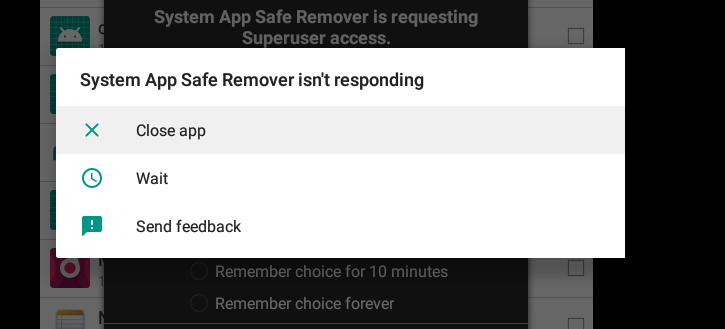 System App Safe Remover is requesting
Superuser access.
System App Safe Remover isn't responding
Close app
Wait
Send feedback
Remember choice for 10 minutes
Remember choice forever